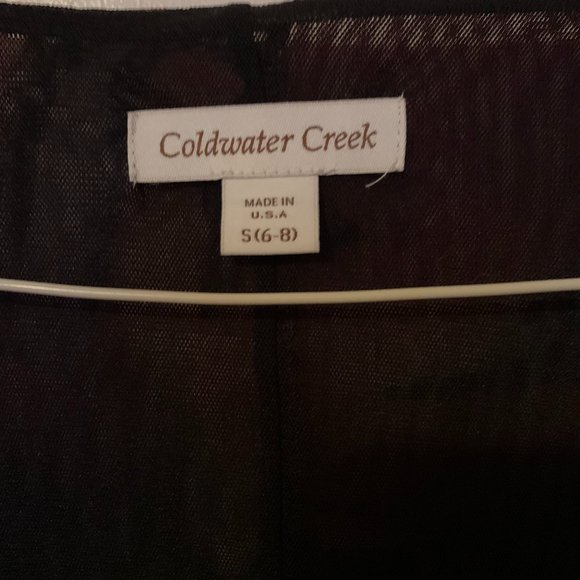 Coldwater Creek
MADE IN
U.S.A
S(6-8)